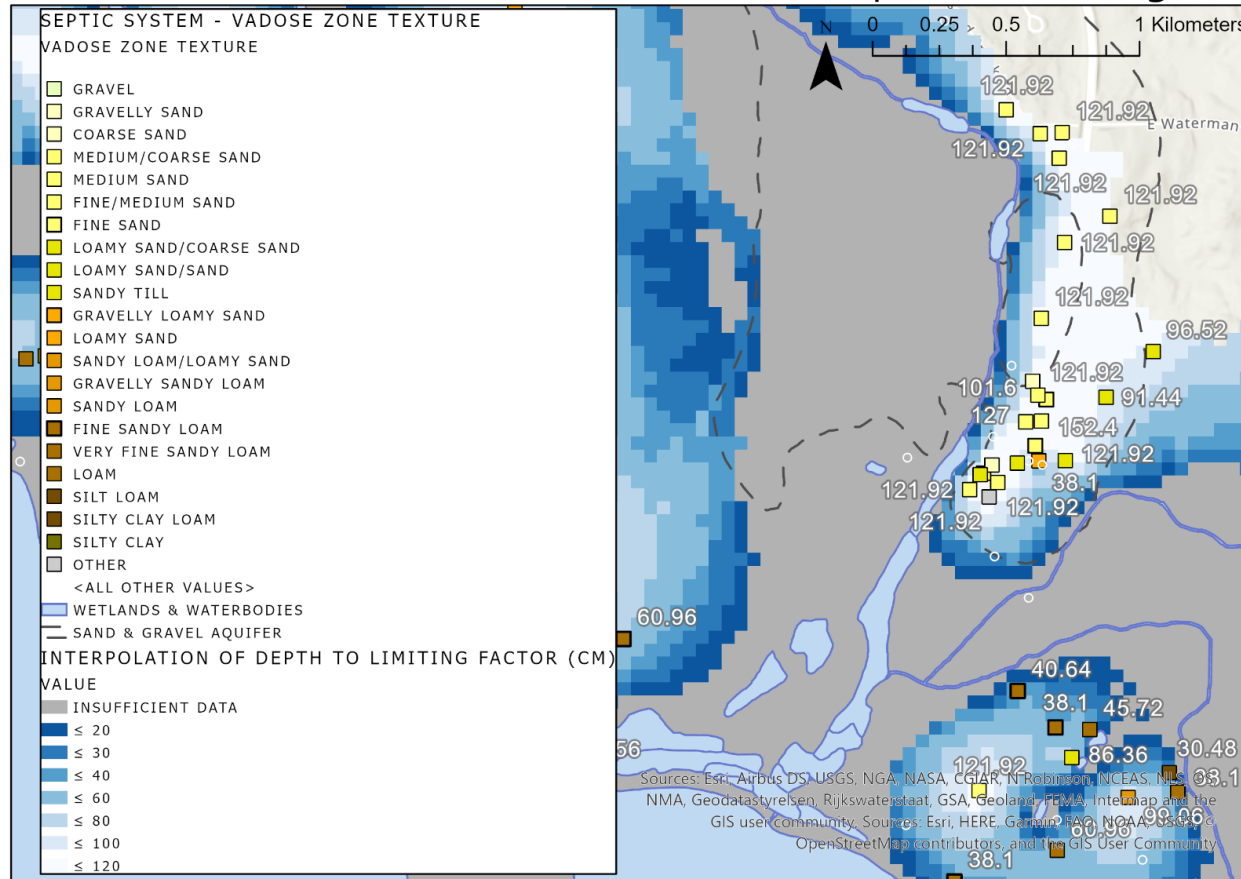 SEPTIC SYSTEM - VADOSE ZONE TEXTURE
VADOSE ZONE TEXTURE
GRAVEL
GRAVELLY SAND
COARSE SAND
MEDIUM/COARSE SAND
MEDIUM SAND
FINE/MEDIUM SAND
FINE SAND
LOAMY SAND/COARSE SAND
LOAMY SAND/SAND
SANDY TILL
GRAVELLY LOAMY SAND
LOAMY SAND
SANDY LOAM/LOAMY SAND
GRAVELLY SANDY LOAM
SANDY LOAM
FINE SANDY LOAM
VERY FINE SANDY LOAM
LOAM
SILT LOAM
SILTY CLAY LOAM
SILTY CLAY
OTHER
<ALL OTHER VALUES>
WETLANDS & WATERBODIES
SAND & GRAVEL AQUIFER
INTERPOLATION OF DEPTH TO LIMITING FACTOR (CM)
VALUE
INSUFFICIENT DATA
≤ 20
≤ 30
≤ 40
≤ 60
≤ 80
≤ 100
≤ 120
N
0 0.25 0.5 1 Kilometers
121.92
121.92
E Waterman
121.92
121.92
121.92
121.92
121.92
96.52
121.92
101.6
91.44
127
152.4
121.92
38.1
121.92
121.92
121.92
60.96
40.64
38.1
45.72
86.36
30.48
38.1
56
121.92
99.06
60.96
38.1
Sources: Esri, Airbus DS, USGS, NGA, NASA, CGIAR, N Robinson, NCEAS, NLS, OS,
NMA, Geodatastyrelsen, Rijkswaterstaat, GSA, Geoland, FEMA, Intermap and the
GIS user community, Sources: Esri, HERE, Garmin, FAO, NOAA, USGS, ©
OpenStreetMap contributors, and the GIS User Community